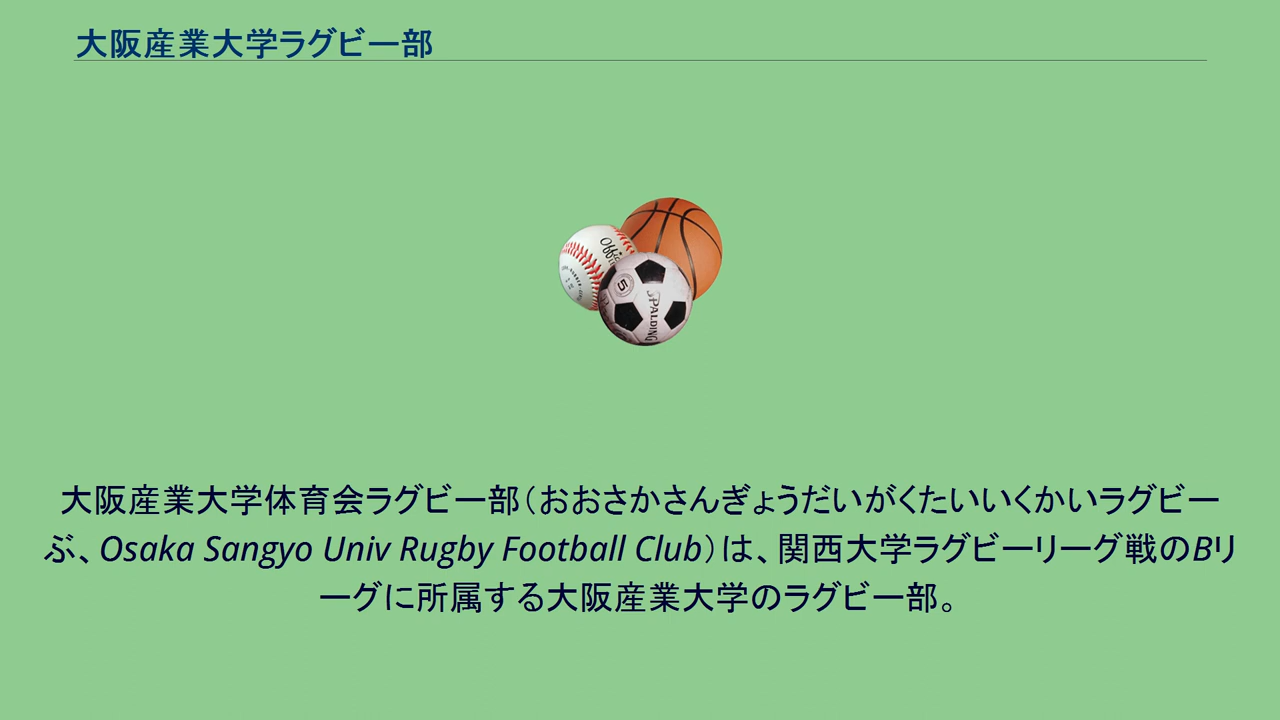 大阪産業大学ラグビー部
Offici
5
SPALDING
大阪産業大学体育会ラグビー部（おおさかさんぎょうだいがくたいいくかいラグビー
ぶ、Osaka Sangyo Univ Rugby Football Club）は、関西大学ラグビーリーグ戦のBリ
ーグに所属する大阪産業大学のラグビー部。